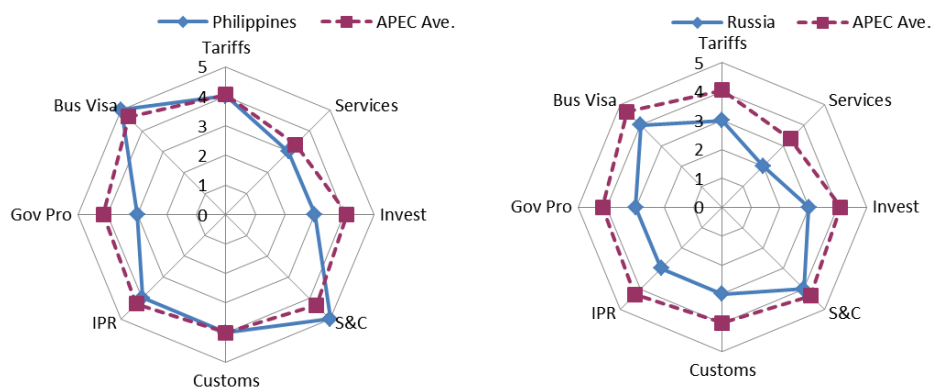 Philippines APEC Ave.
Tariffs
5
4
3
2
1
0
Services
Invest
S&C
Customs
IPR
Gov Pro
Bus Visa
Russia APEC Ave.
Tariffs
5
4
3
2
1
0
Services
Invest
S&C
Customs
IPR
Gov Pro
Bus Visa